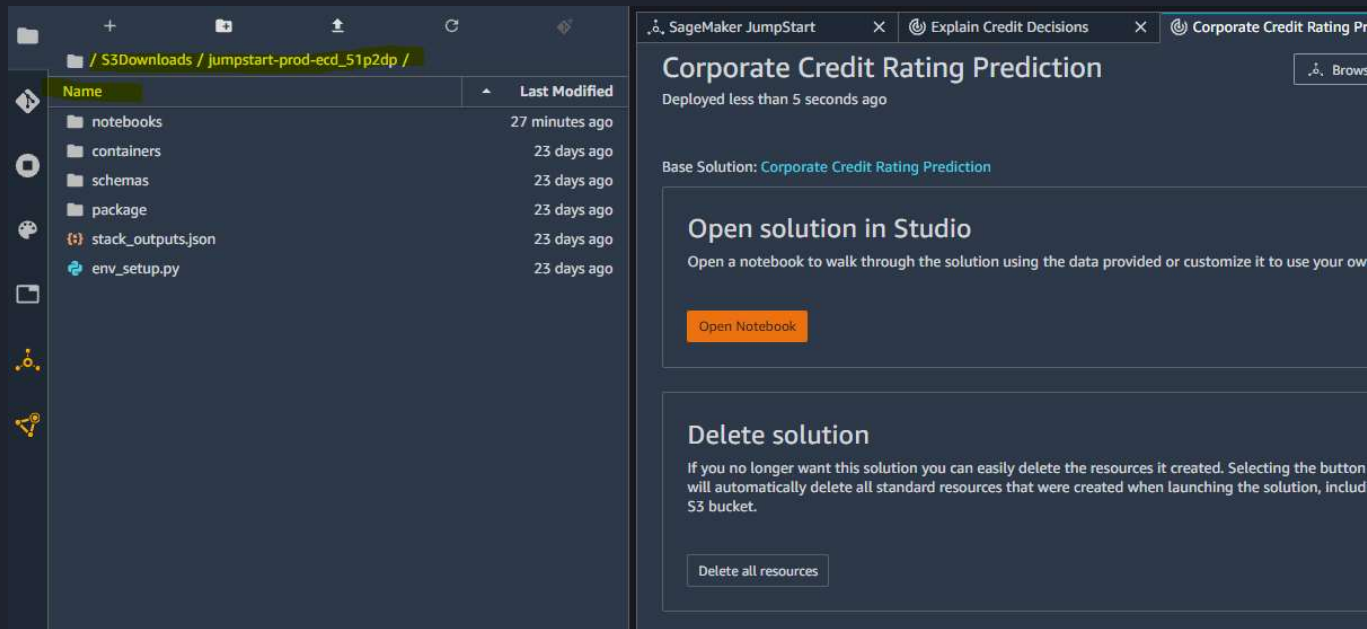 / S3Downloads / jumpstart-prod-ecd_51p2dp /
Name Last Modified
notebooks 27 minutes ago
containers 23 days ago
schemas 23 days ago
package 23 days ago
stack_outputs.json 23 days ago
env_setup.py 23 days ago
SageMaker JumpStart Explain Credit Decisions Corporate Credit Rating Pr
Corporate Credit Rating Prediction
Brows
Deployed less than 5 seconds ago
Base Solution: Corporate Credit Rating Prediction
Open solution in Studio
Open a notebook to walk through the solution using the data provided or customize it to use your ow
Open Notebook
Delete solution
If you no longer want this solution you can easily delete the resources it created. Selecting the button
will automatically delete all standard resources that were created when launching the solution, includ
S3 bucket.
Delete all resources